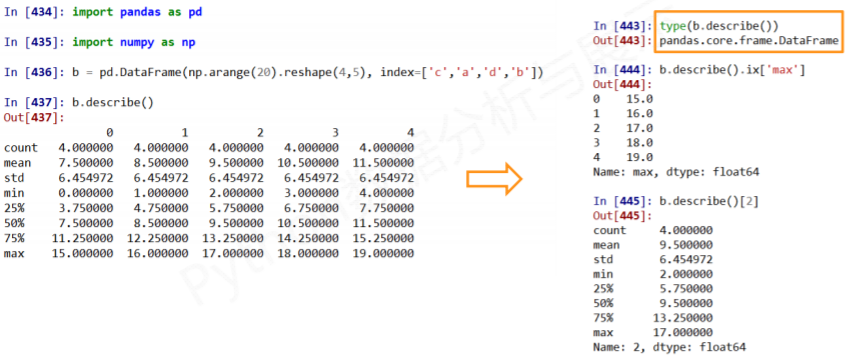 In [434]: import pandas as pd
In [435]: import numpy as np
In [436]: b = pd.DataFrame(np.arange(20).reshape(4,5), index=['c','a','d','b'])
In [437]: b.describe()
Out[437]:
0 1 2 3 4
count 4.000000 4.000000 4.000000 4.000000 4.000000
mean 7.500000 8.500000 9.500000 10.500000 11.500000
std 6.454972 6.454972 6.454972 6.454972 6.454972
min 0.000000 1.000000 2.000000 3.000000 4.000000
25% 3.750000 4.750000 5.750000 6.750000 7.750000
50% 7.500000 8.500000 9.500000 10.500000 11.500000
75% 11.250000 12.250000 13.250000 14.250000 15.250000
max 15.000000 16.000000 17.000000 18.000000 19.000000
In [443]: type(b.describe())
Out[443]: pandas.core.frame.DataFrame
In [444]: b.describe().ix['max']
Out[444]:
0 15.0
1 16.0
2 17.0
3 18.0
4 19.0
Name: max, dtype: float64
In [445]: b.describe()[2]
Out[445]:
count 4.000000
mean 9.500000
std 6.454972
min 2.000000
25% 5.750000
50% 9.500000
75% 13.250000
max 17.000000
Name: 2, dtype: float64